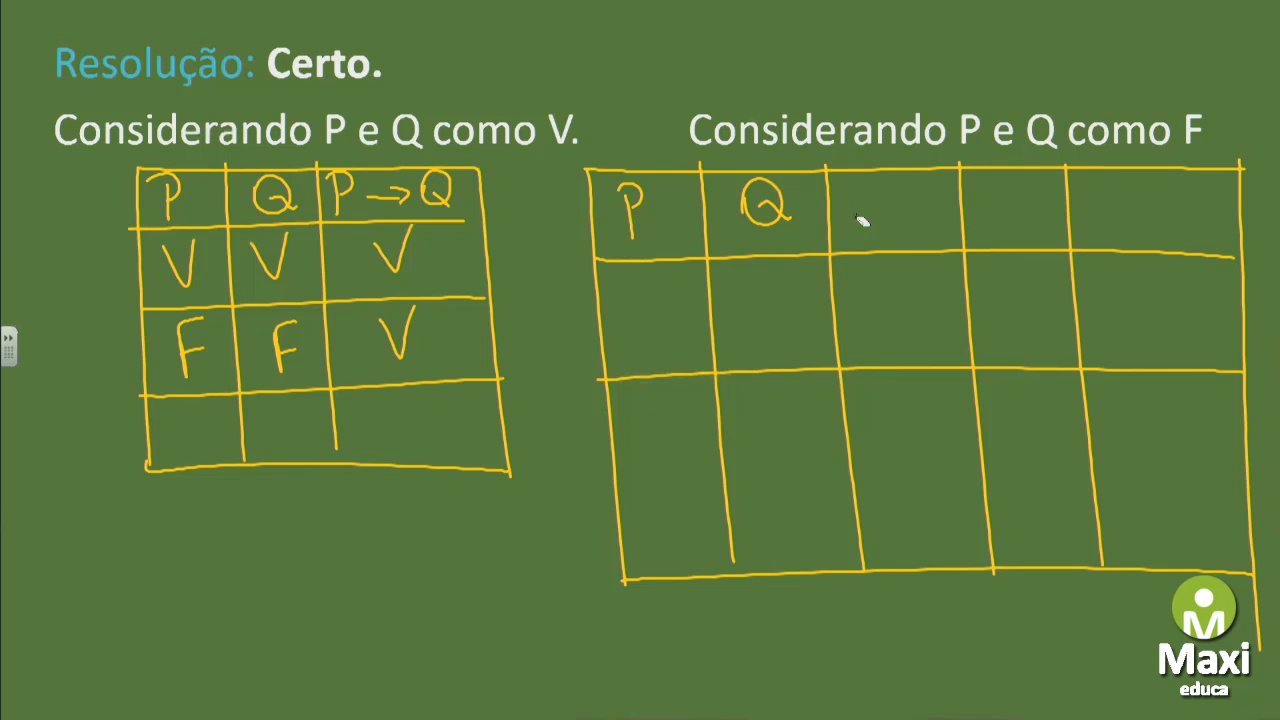 Resolução: Certo.
Considerando P e Q como V.
P Q P → Q
V V V
F F V
Considerando P e Q como F
P Q
M
Maxi
educa